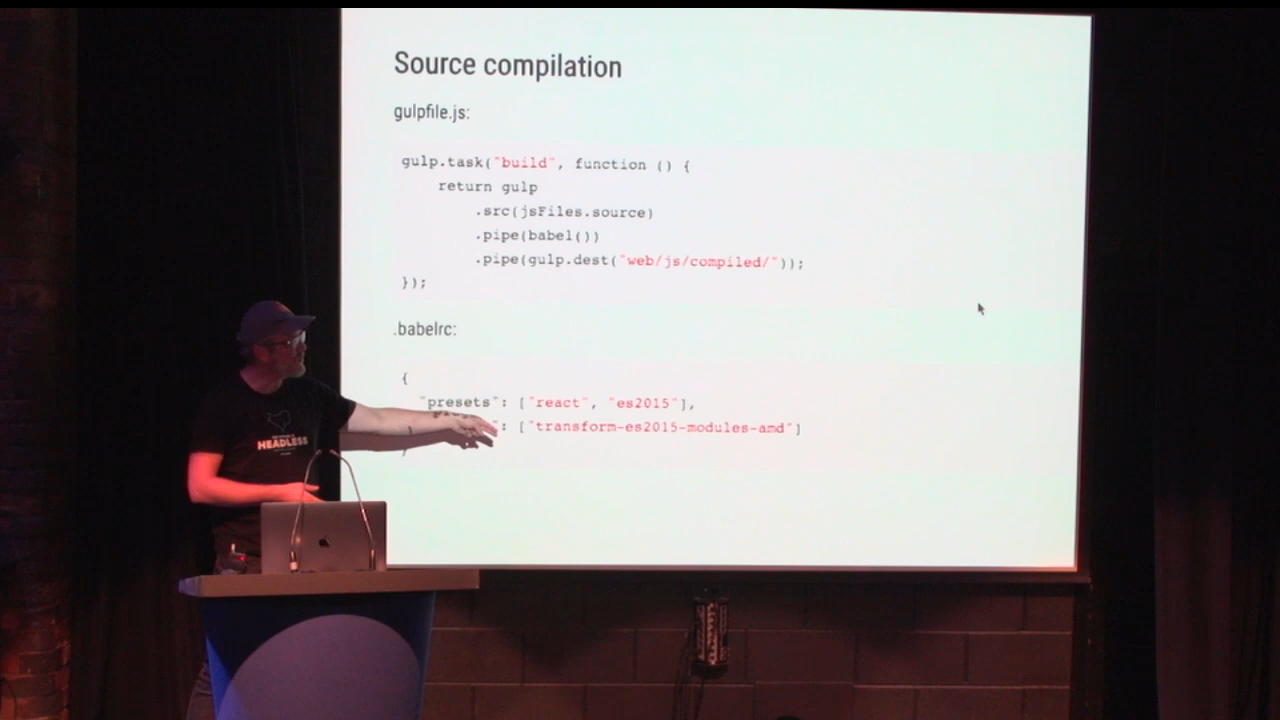 Source compilation
gulpfile.js:
gulp.task("build", function () {
return gulp
.src(jsFiles.source)
.pipe(babel())
.pipe(gulp.dest("web/js/compiled/"));
});
.babelrc:
{
"presets": ["react", "es2015"],
": ["transform-es2015-modules-amd"]
HEADLESS